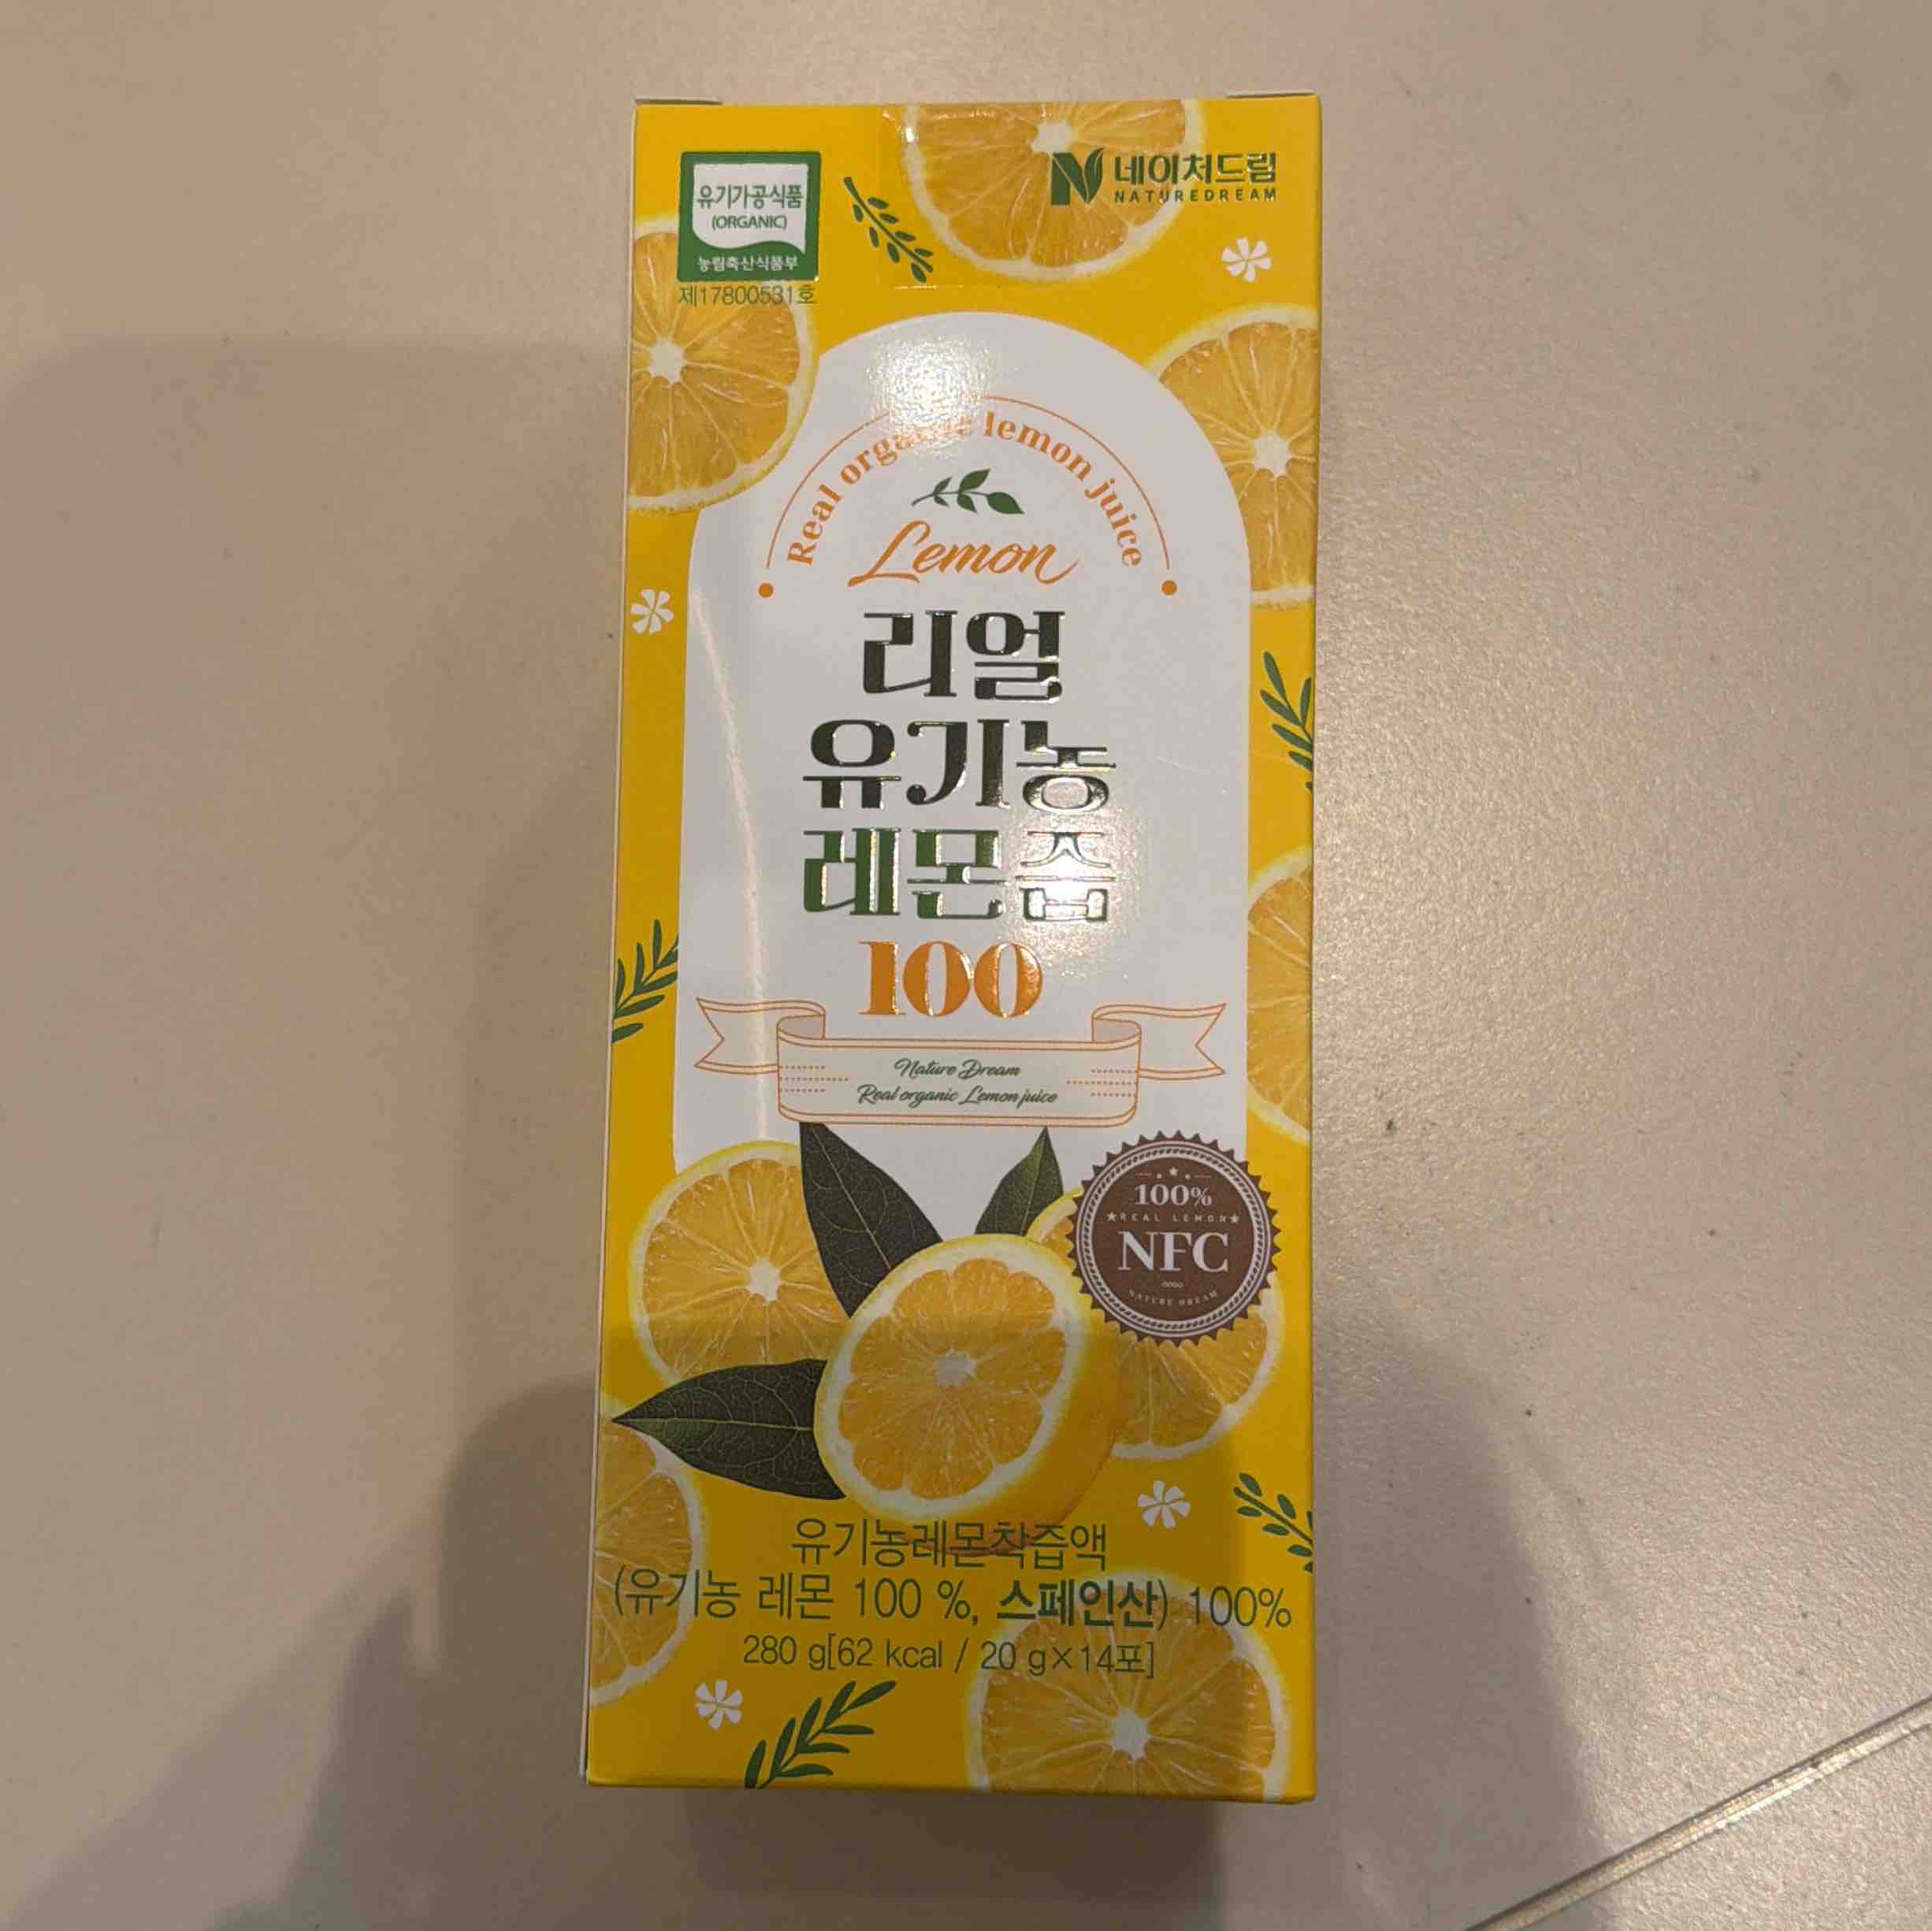 유기가공식품
(ORGANIC)
농림축산식품부
제17800531호
네이처드림
NATUREDREAM
Real organic lemon juice
Lemon
리얼
유기농
레몬즙
100
Nature Dream
Real organic Lemon juice
100%
REAL LEMON
NFC
NATURE DREAM
유기농레몬착즙액
(유기농 레몬 100 %, 스페인산) 100%
280 g[62 kcal / 20 g×14포]